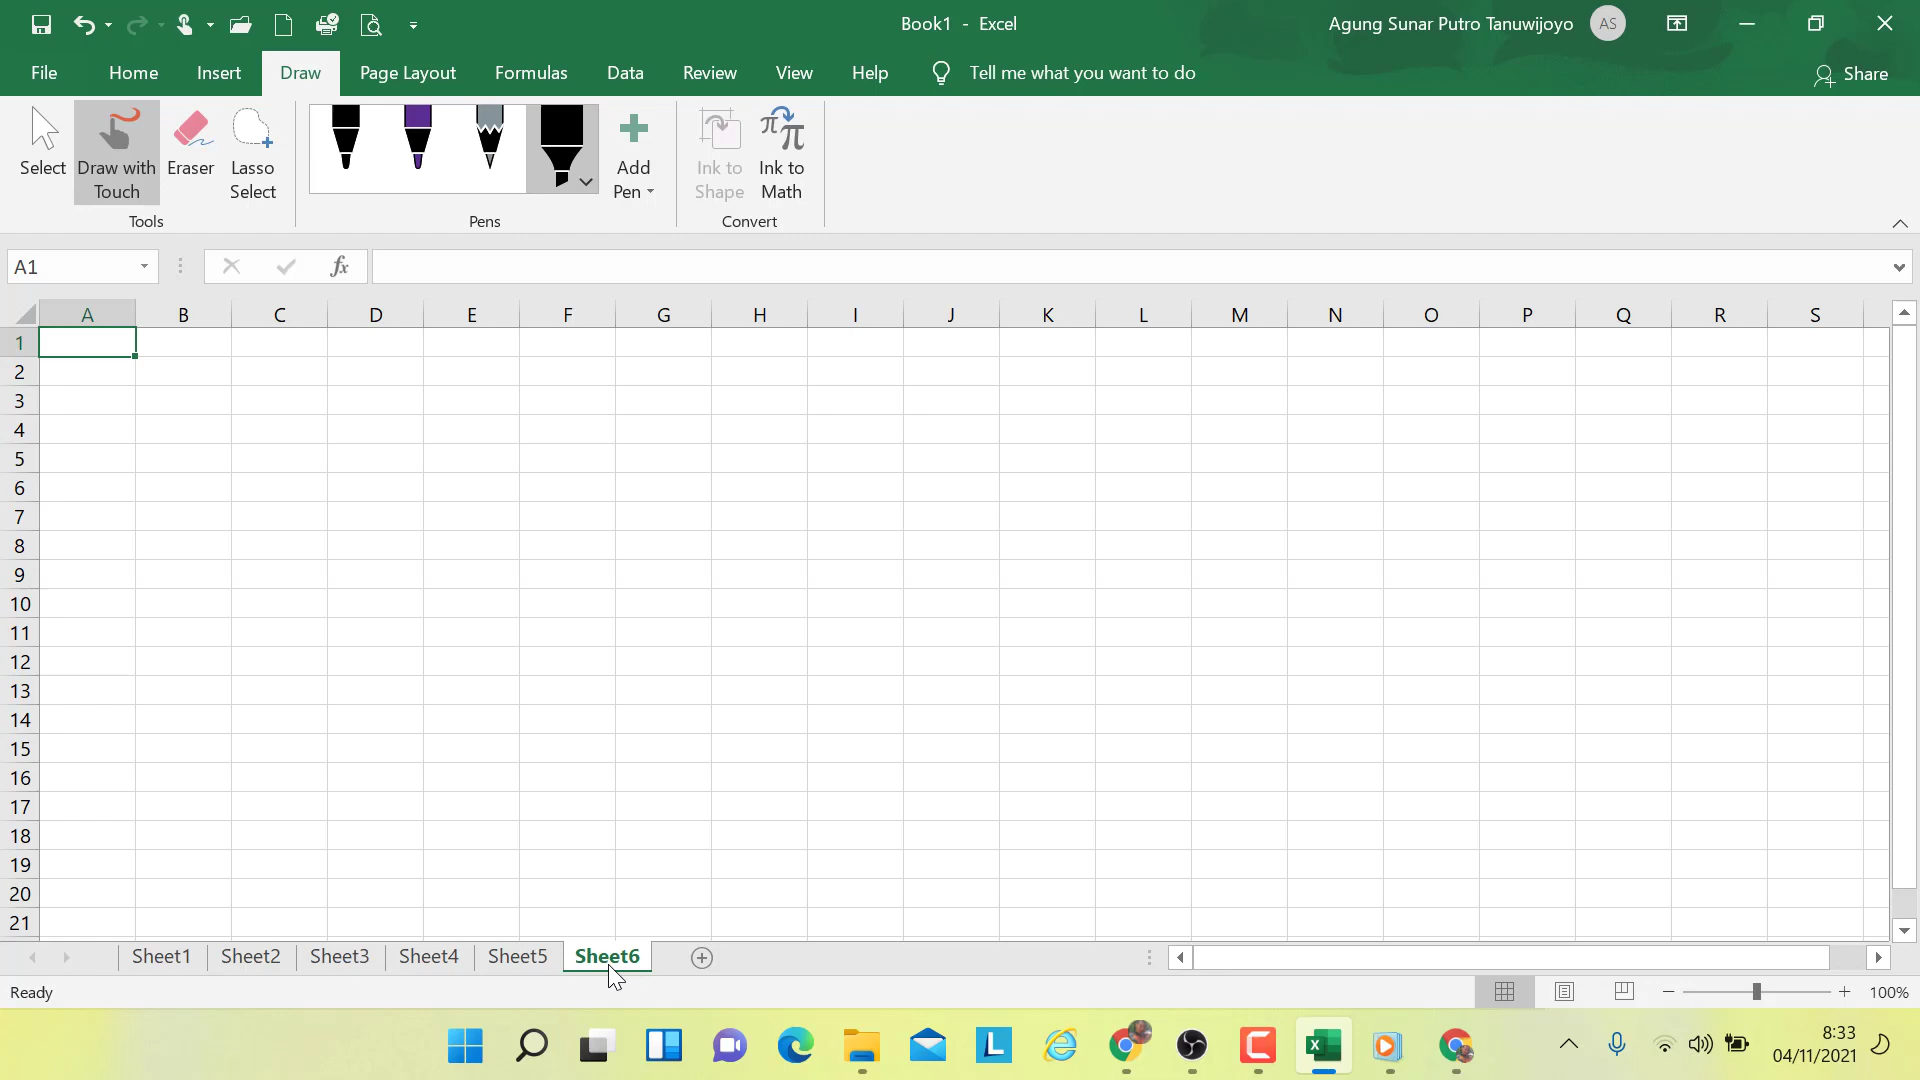 Book1 - Excel
Agung Sunar Putro Tanuwijoyo
AS
File
Home
Insert
Draw
Page Layout
Formulas
Data
Review
View
Help
Tell me what you want to do
Share
Select
Draw with
Touch
Eraser
Lasso
Select
Add
Pen
Ink to
Shape
Ink to
Math
Tools
Pens
Convert
A1
fx
A B C D E F G H I J K L M N O P Q R S
1
2
3
4
5
6
7
8
9
10
11
12
13
14
15
16
17
18
19
20
21
Sheet1
Sheet2
Sheet3
Sheet4
Sheet5
Sheet6
Ready
100%
8:33
04/11/2021